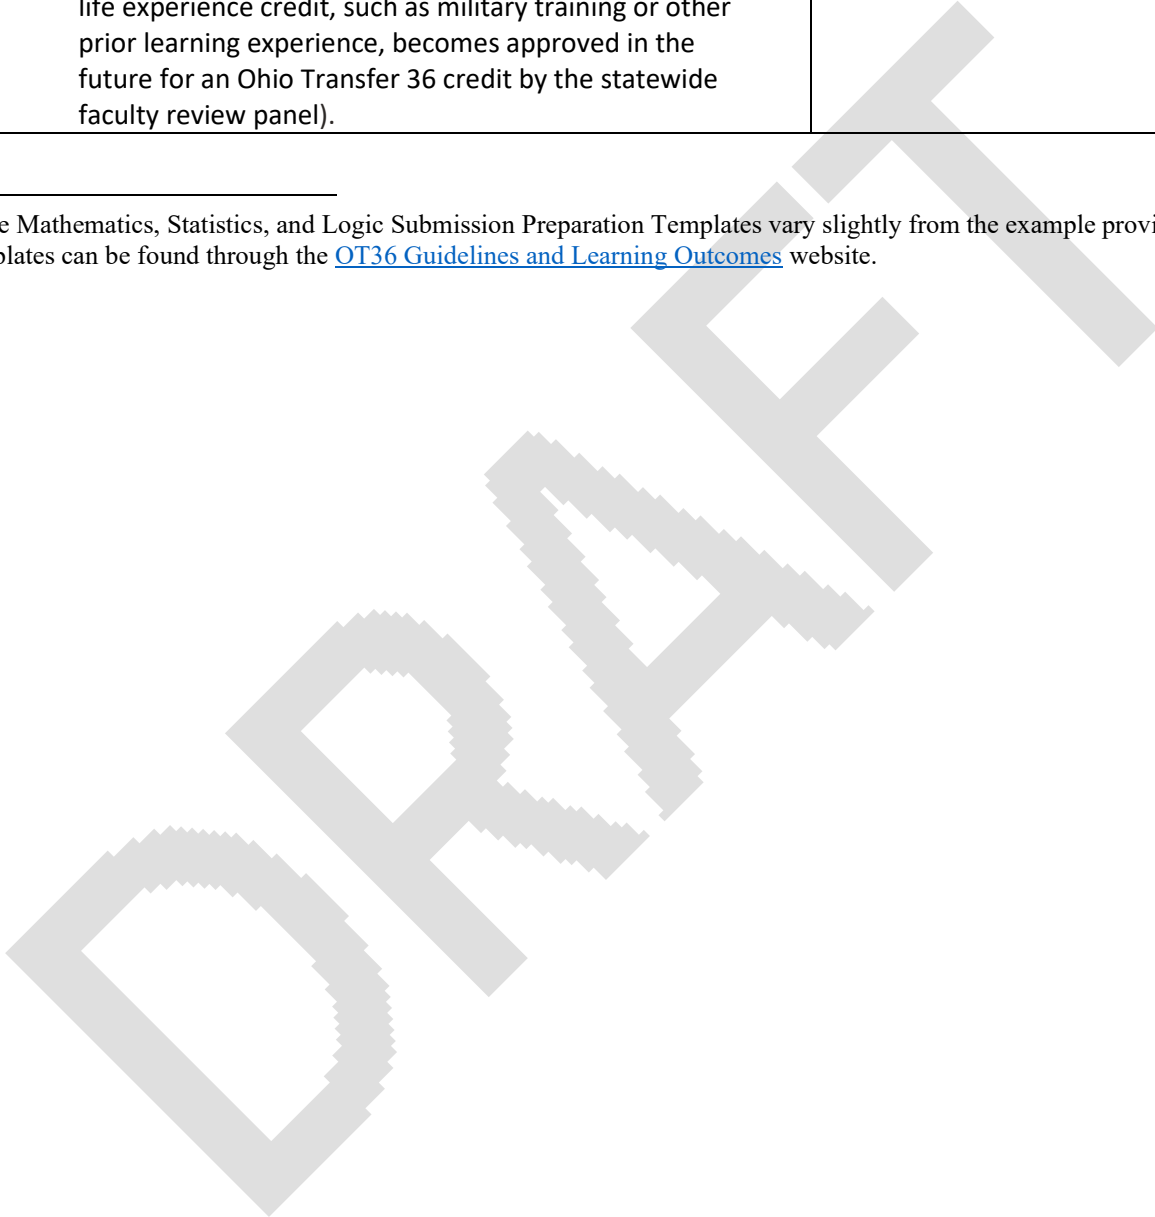 life experience credit, such as military training or other
prior learning experience, becomes approved in the
future for an Ohio Transfer 36 credit by the statewide
faculty review panel).
Mathematics, Statistics, and Logic Submission Preparation Templates vary slightly from the example
can be found through the OT36 Guidelines and Learning Outcomes website.
DRAFT